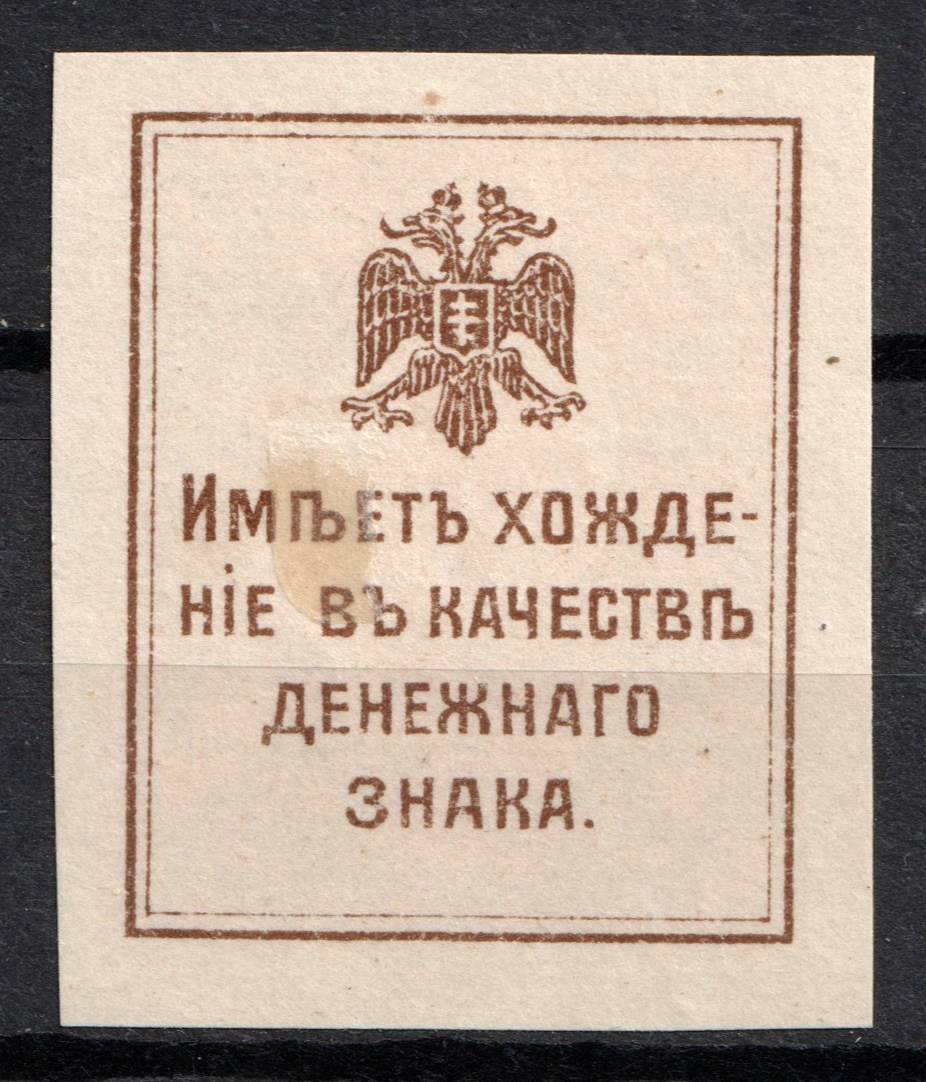 Имѣетъ хожде-
ніе въ качествѣ
денежнаго
знака.